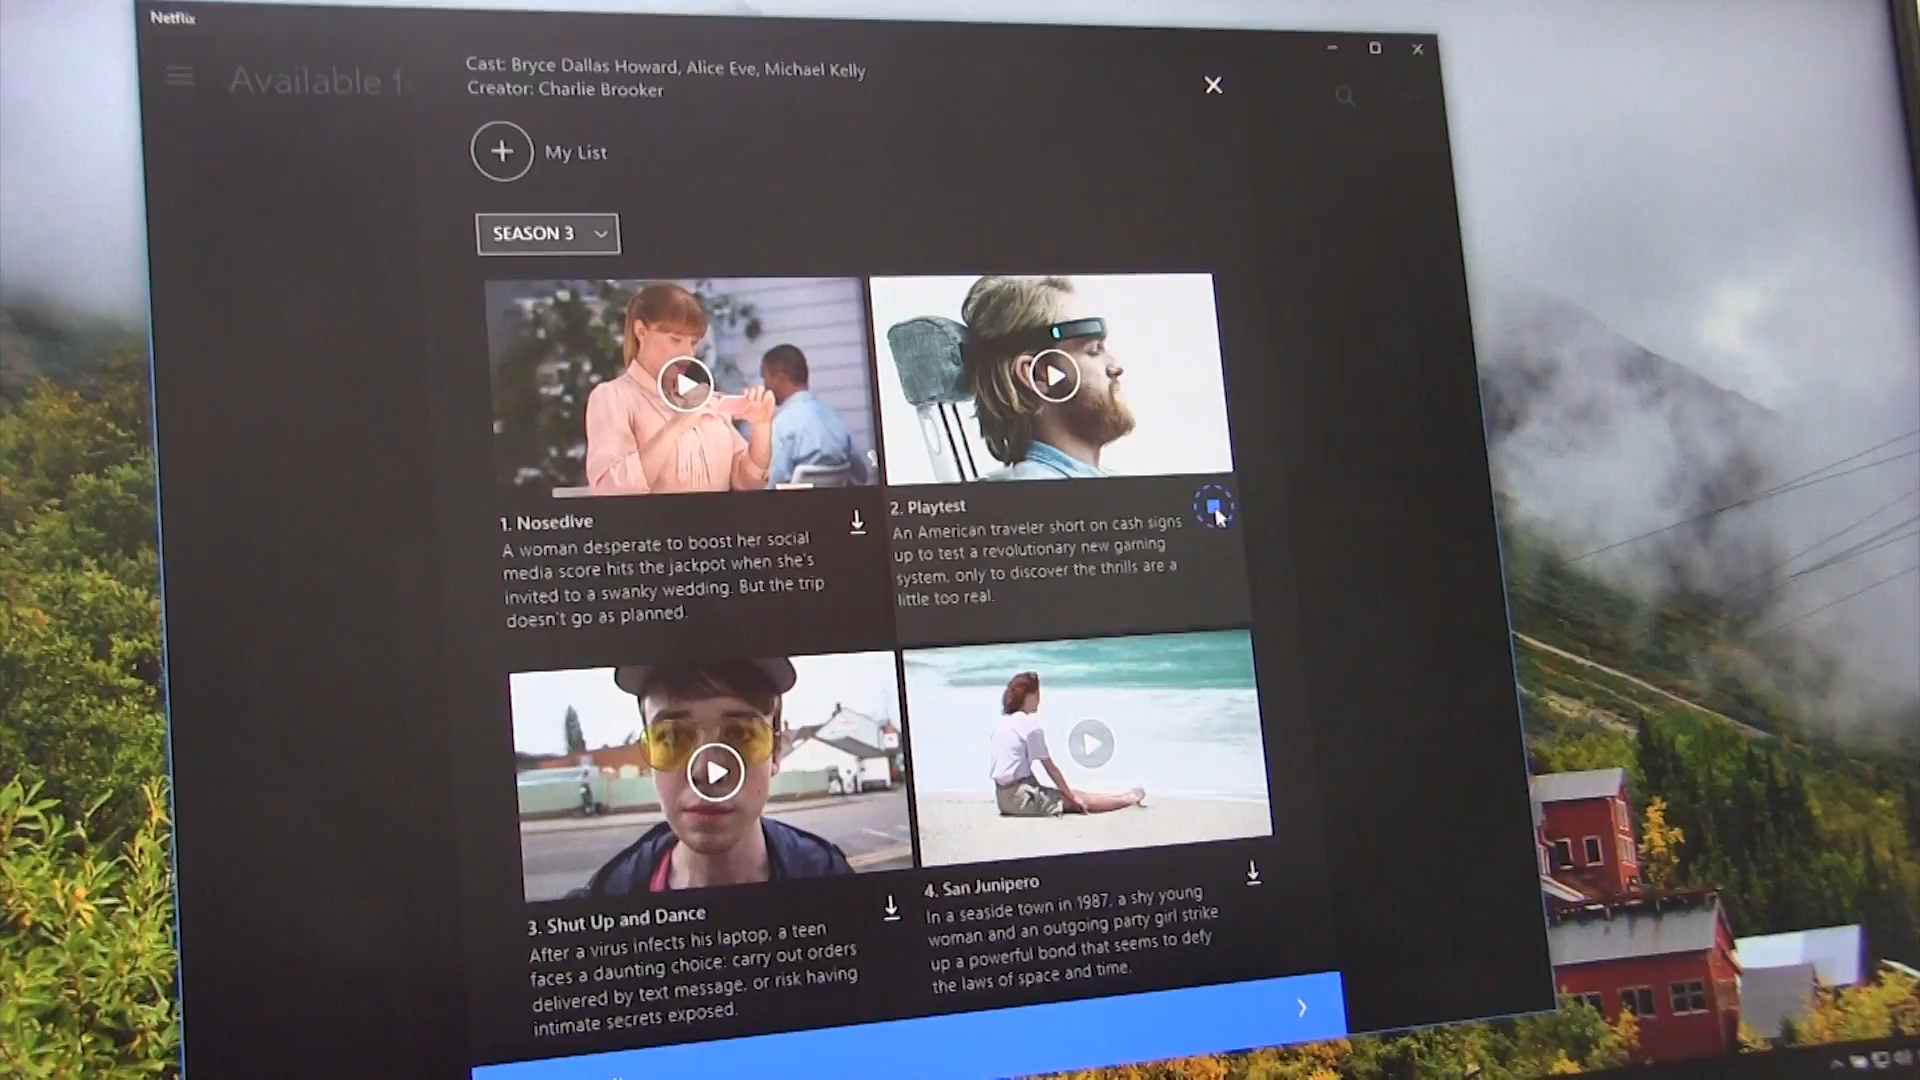 Netflix
Available f
Cast: Bryce Dallas Howard, Alice Eve, Michael Kelly
Creator: Charlie Brooker
My List
SEASON 3
1. Nosedive
A woman desperate to boost her social
media score hits the jackpot when she's
invited to a swanky wedding. But the trip
doesn't go as planned.
2. Playtest
An American traveler short on cash signs
up to test a revolutionary new gaming
system, only to discover the thrills are a
little too real.
3. Shut Up and Dance
After a virus infects his laptop, a teen
faces a daunting choice: carry out orders
delivered by text message, or risk having
intimate secrets exposed.
4. San Junipero
In a seaside town in 1987, a shy young
woman and an outgoing party girl strike
up a powerful bond that seems to defy
the laws of space and time.